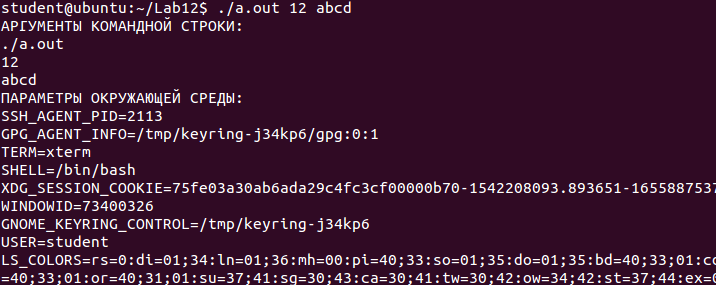 student@ubuntu:~/Lab12$ ./a.out 12 abcd
АРГУМЕНТЫ КОМАНДНОЙ СТРОКИ:
./a.out
12
abcd
ПАРАМЕТРЫ ОКРУЖАЮЩЕЙ СРЕДЫ:
SSH_AGENT_PID=2113
GPG_AGENT_INFO=/tmp/keyring-j34kp6/gpg:0:1
TERM=xterm
SHELL=/bin/bash
XDG_SESSION_COOKIE=75fe03a30ab6ada29c4fc3cf00000b70-1542208093.893651-1655887537
WINDOWID=73400326
GNOME_KEYRING_CONTROL=/tmp/keyring-j34kp6
USER=student
LS_COLORS=rs=0:di=01;34:ln=01;36:mh=00:pi=40;33:so=01;35:do=01;35:bd=40;33;01:cd
=40;33;01:or=40;31;01:su=37;41:sg=30;43:ca=30;41:tw=30;42:ow=34;42:st=37;44:ex=0